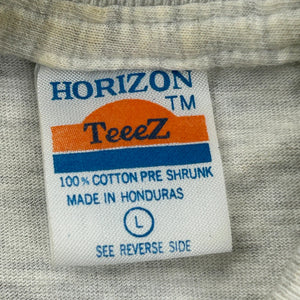 HORIZON
TM
TeeeZ
100% COTTON PRE SHRUNK
MADE IN HONDURAS
L
SEE REVERSE SIDE